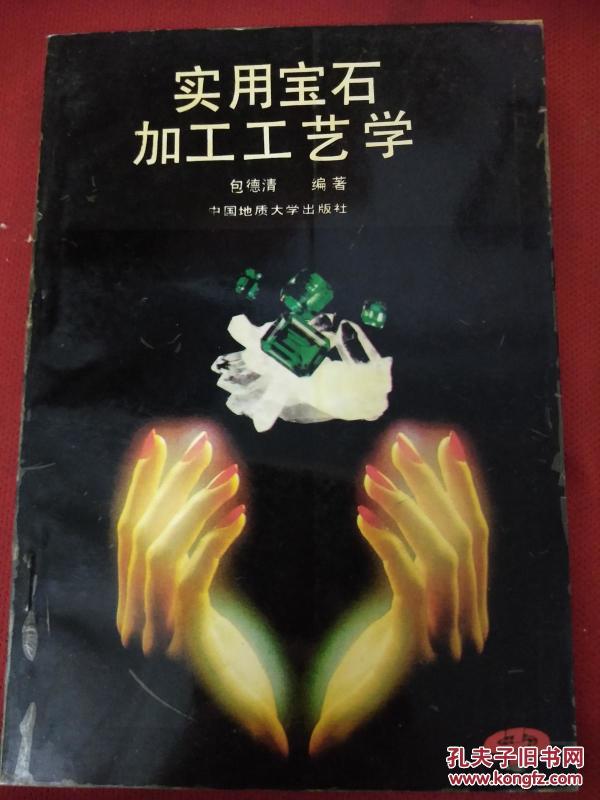 实用宝石
加工工艺学
包德清 编著
中国地质大学出版社
孔夫子旧书网
www.kongfz.com